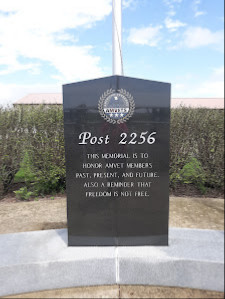 AMVETS
Post 2256
THIS MEMORIAL IS TO
HONOR AMVET MEMBERS
PAST, PRESENT, AND FUTURE.
ALSO A REMINDER THAT
FREEDOM IS NOT FREE.